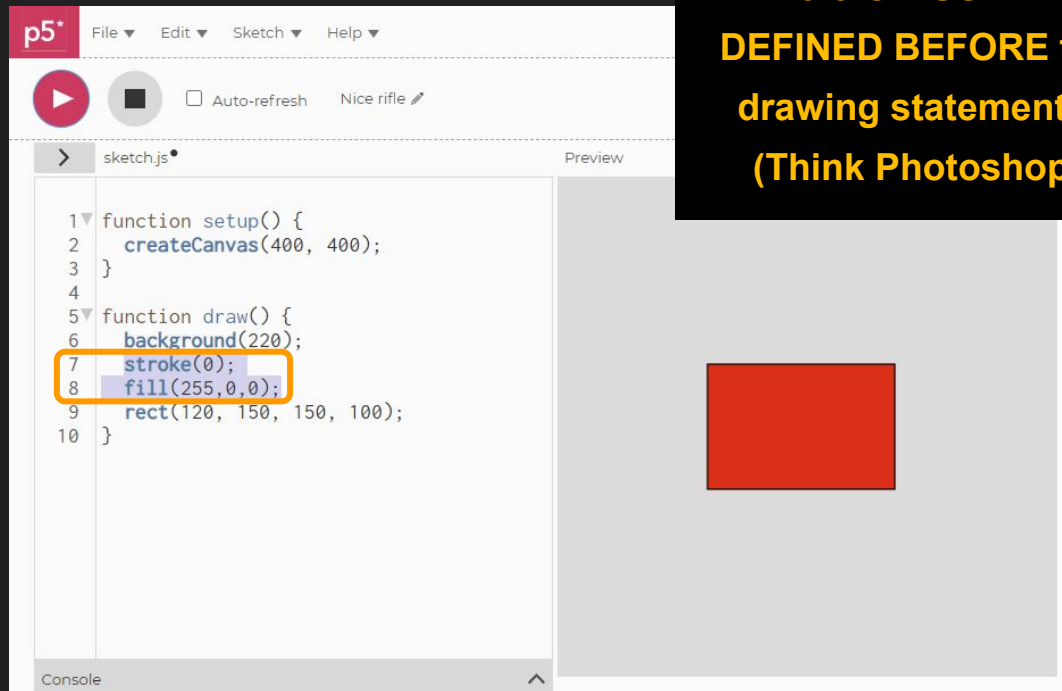 DEFINED BEFORE
drawing statement
(Think Photoshop
p5* File Edit Sketch Help
Auto-refresh Nice rifle
sketch.js
Preview
1 function setup() {
2 createCanvas(400, 400);
3 }
4
5 function draw() {
6 background(220);
7 stroke(0);
8 fill(255,0,0);
9 rect(120, 150, 150, 100);
10 }
Console